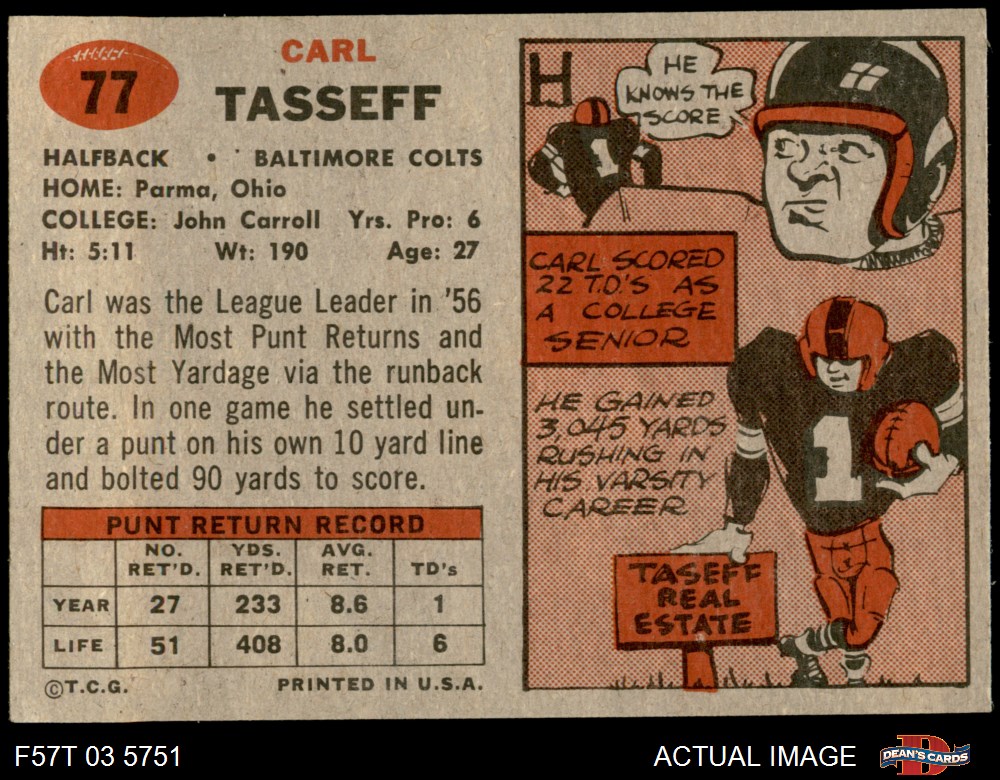 77
CARL
TASSEFF
HALFBACK • BALTIMORE COLTS
HOME: Parma, Ohio
COLLEGE: John Carroll Yrs. Pro: 6
Ht: 5:11 Wt: 190 Age: 27
Carl was the League Leader in '56
with the Most Punt Returns and
the Most Yardage via the runback
route. In one game he settled un-
der a punt on his own 10 yard line
and bolted 90 yards to score.
PUNT RETURN RECORD
NO. RET'D. YDS. RET'D. AVG. RET. TD's
YEAR 27 233 8.6 1
LIFE 51 408 8.0 6
©T.C.G. PRINTED IN U.S.A.
H
HE
KNOWS THE
SCORE
1
CARL SCORED
22 T.D.'S AS
A COLLEGE
SENIOR
HE GAINED
3,045 YARDS
RUSHING IN
HIS VARSITY
CAREER
1
TASEFF
REAL
ESTATE
F57T 03 5751
ACTUAL IMAGE
D
DEAN'S CARDS